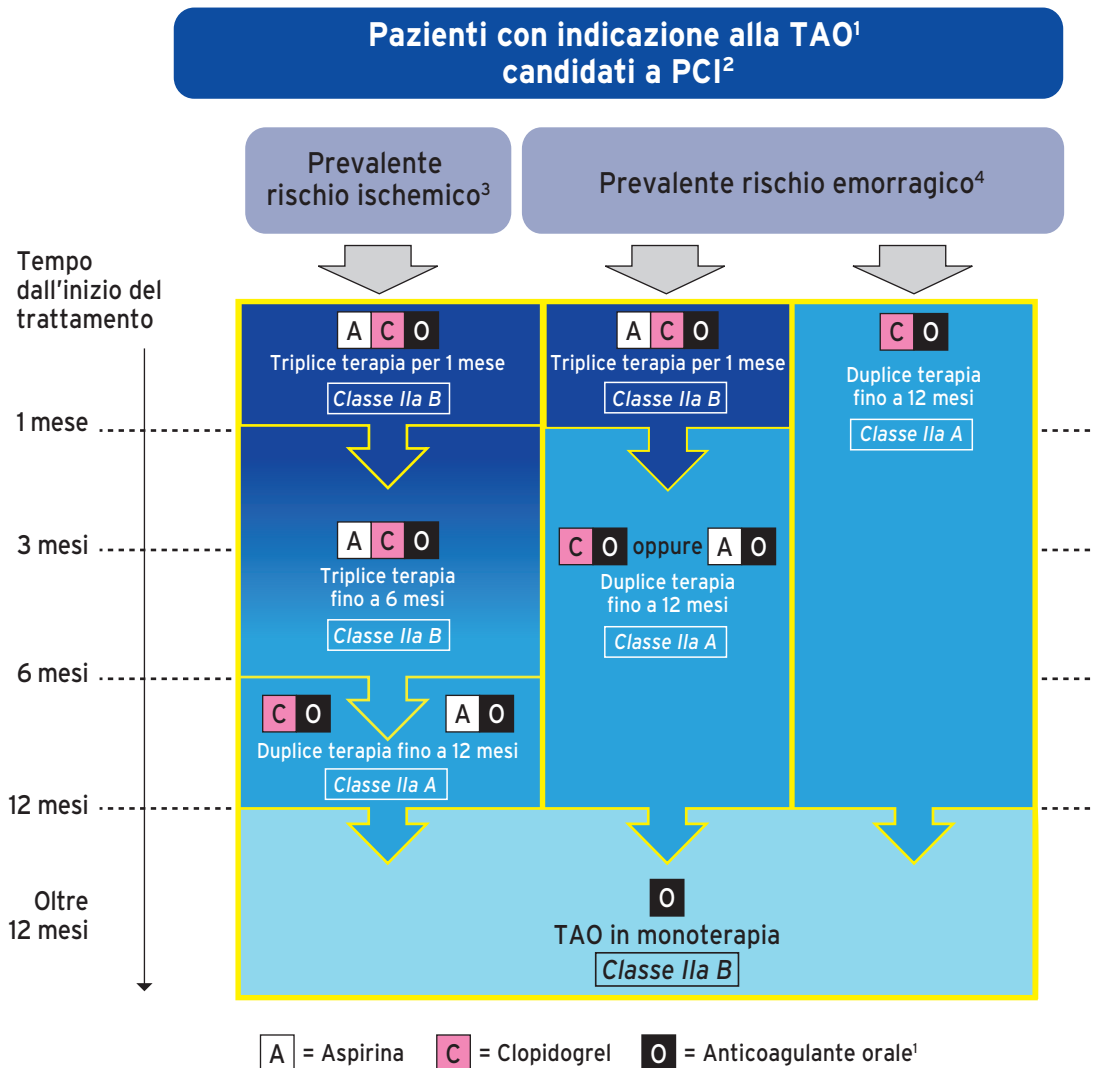 Pazienti con indicazione alla TAO¹
candidati a PCI²
Prevalente
rischio ischemico³
Prevalente rischio emorragico⁴
Tempo
dall'inizio del
trattamento
A C O
Triplice terapia per 1 mese
Classe IIa B
A C O
Triplice terapia per 1 mese
Classe IIa B
C O
Duplice terapia
fino a 12 mesi
Classe IIa A
1 mese
A C O
Triplice terapia
fino a 6 mesi
Classe IIa B
C O oppure A O
Duplice terapia
fino a 12 mesi
Classe IIa A
3 mesi
6 mesi
C O A O
Duplice terapia fino a 12 mesi
Classe IIa A
12 mesi
Oltre
12 mesi
O
TAO in monoterapia
Classe IIa B
A = Aspirina C = Clopidogrel O = Anticoagulante orale¹